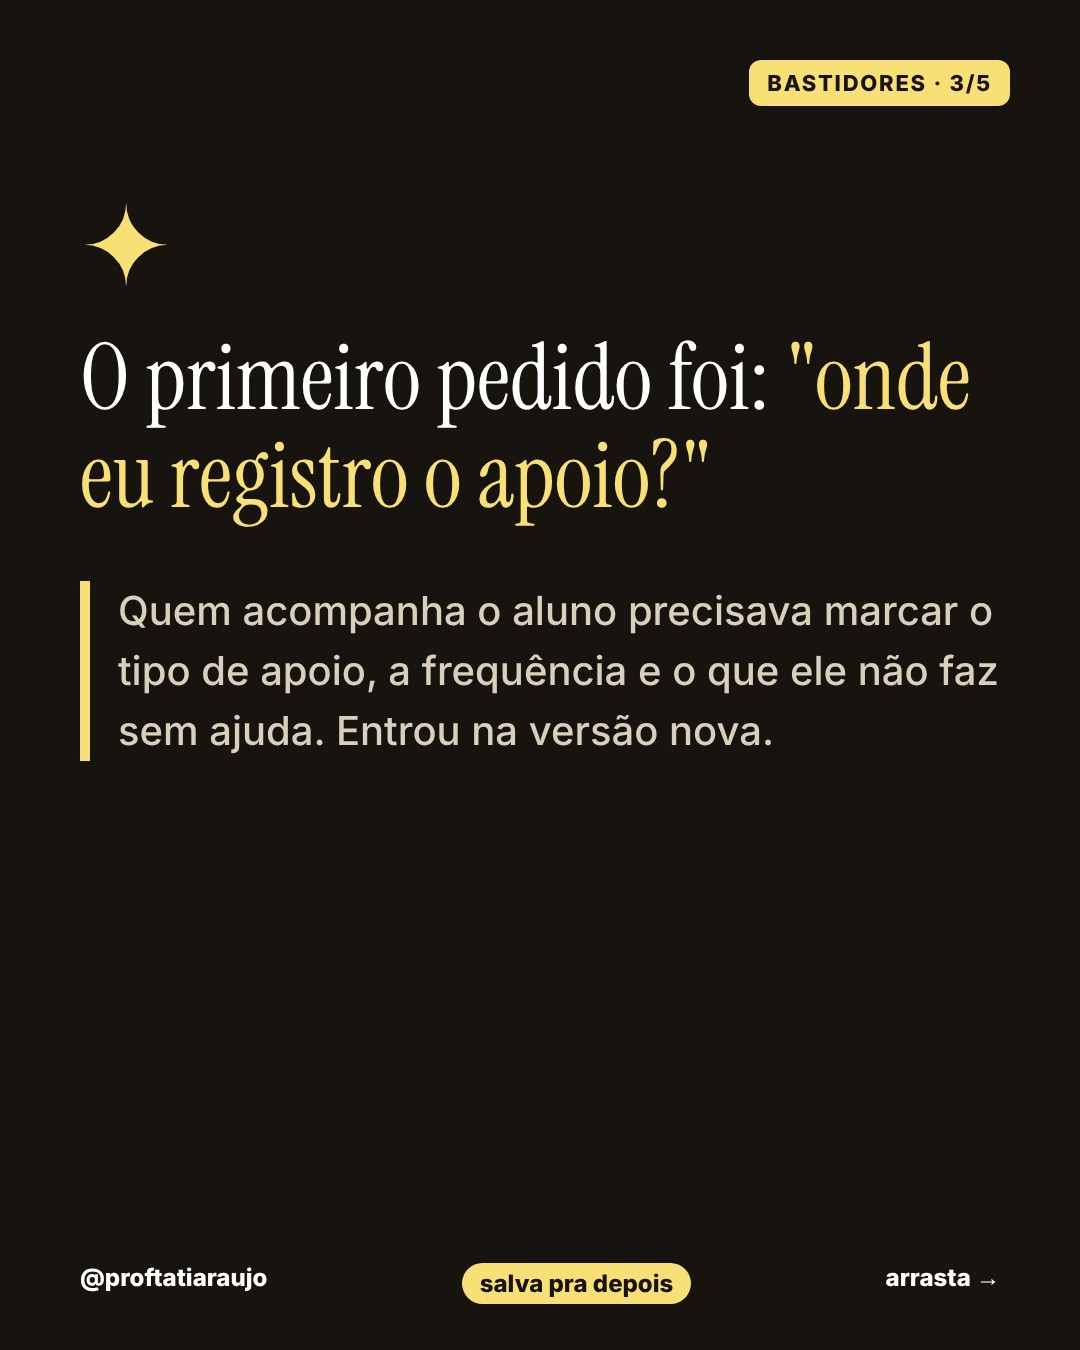 BASTIDORES · 3/5
O primeiro pedido foi: "onde
eu registro o apoio?"
Quem acompanha o aluno precisava marcar o
tipo de apoio, a frequência e o que ele não faz
sem ajuda. Entrou na versão nova.
@proftatiaraujo
salva pra depois
arrasta →